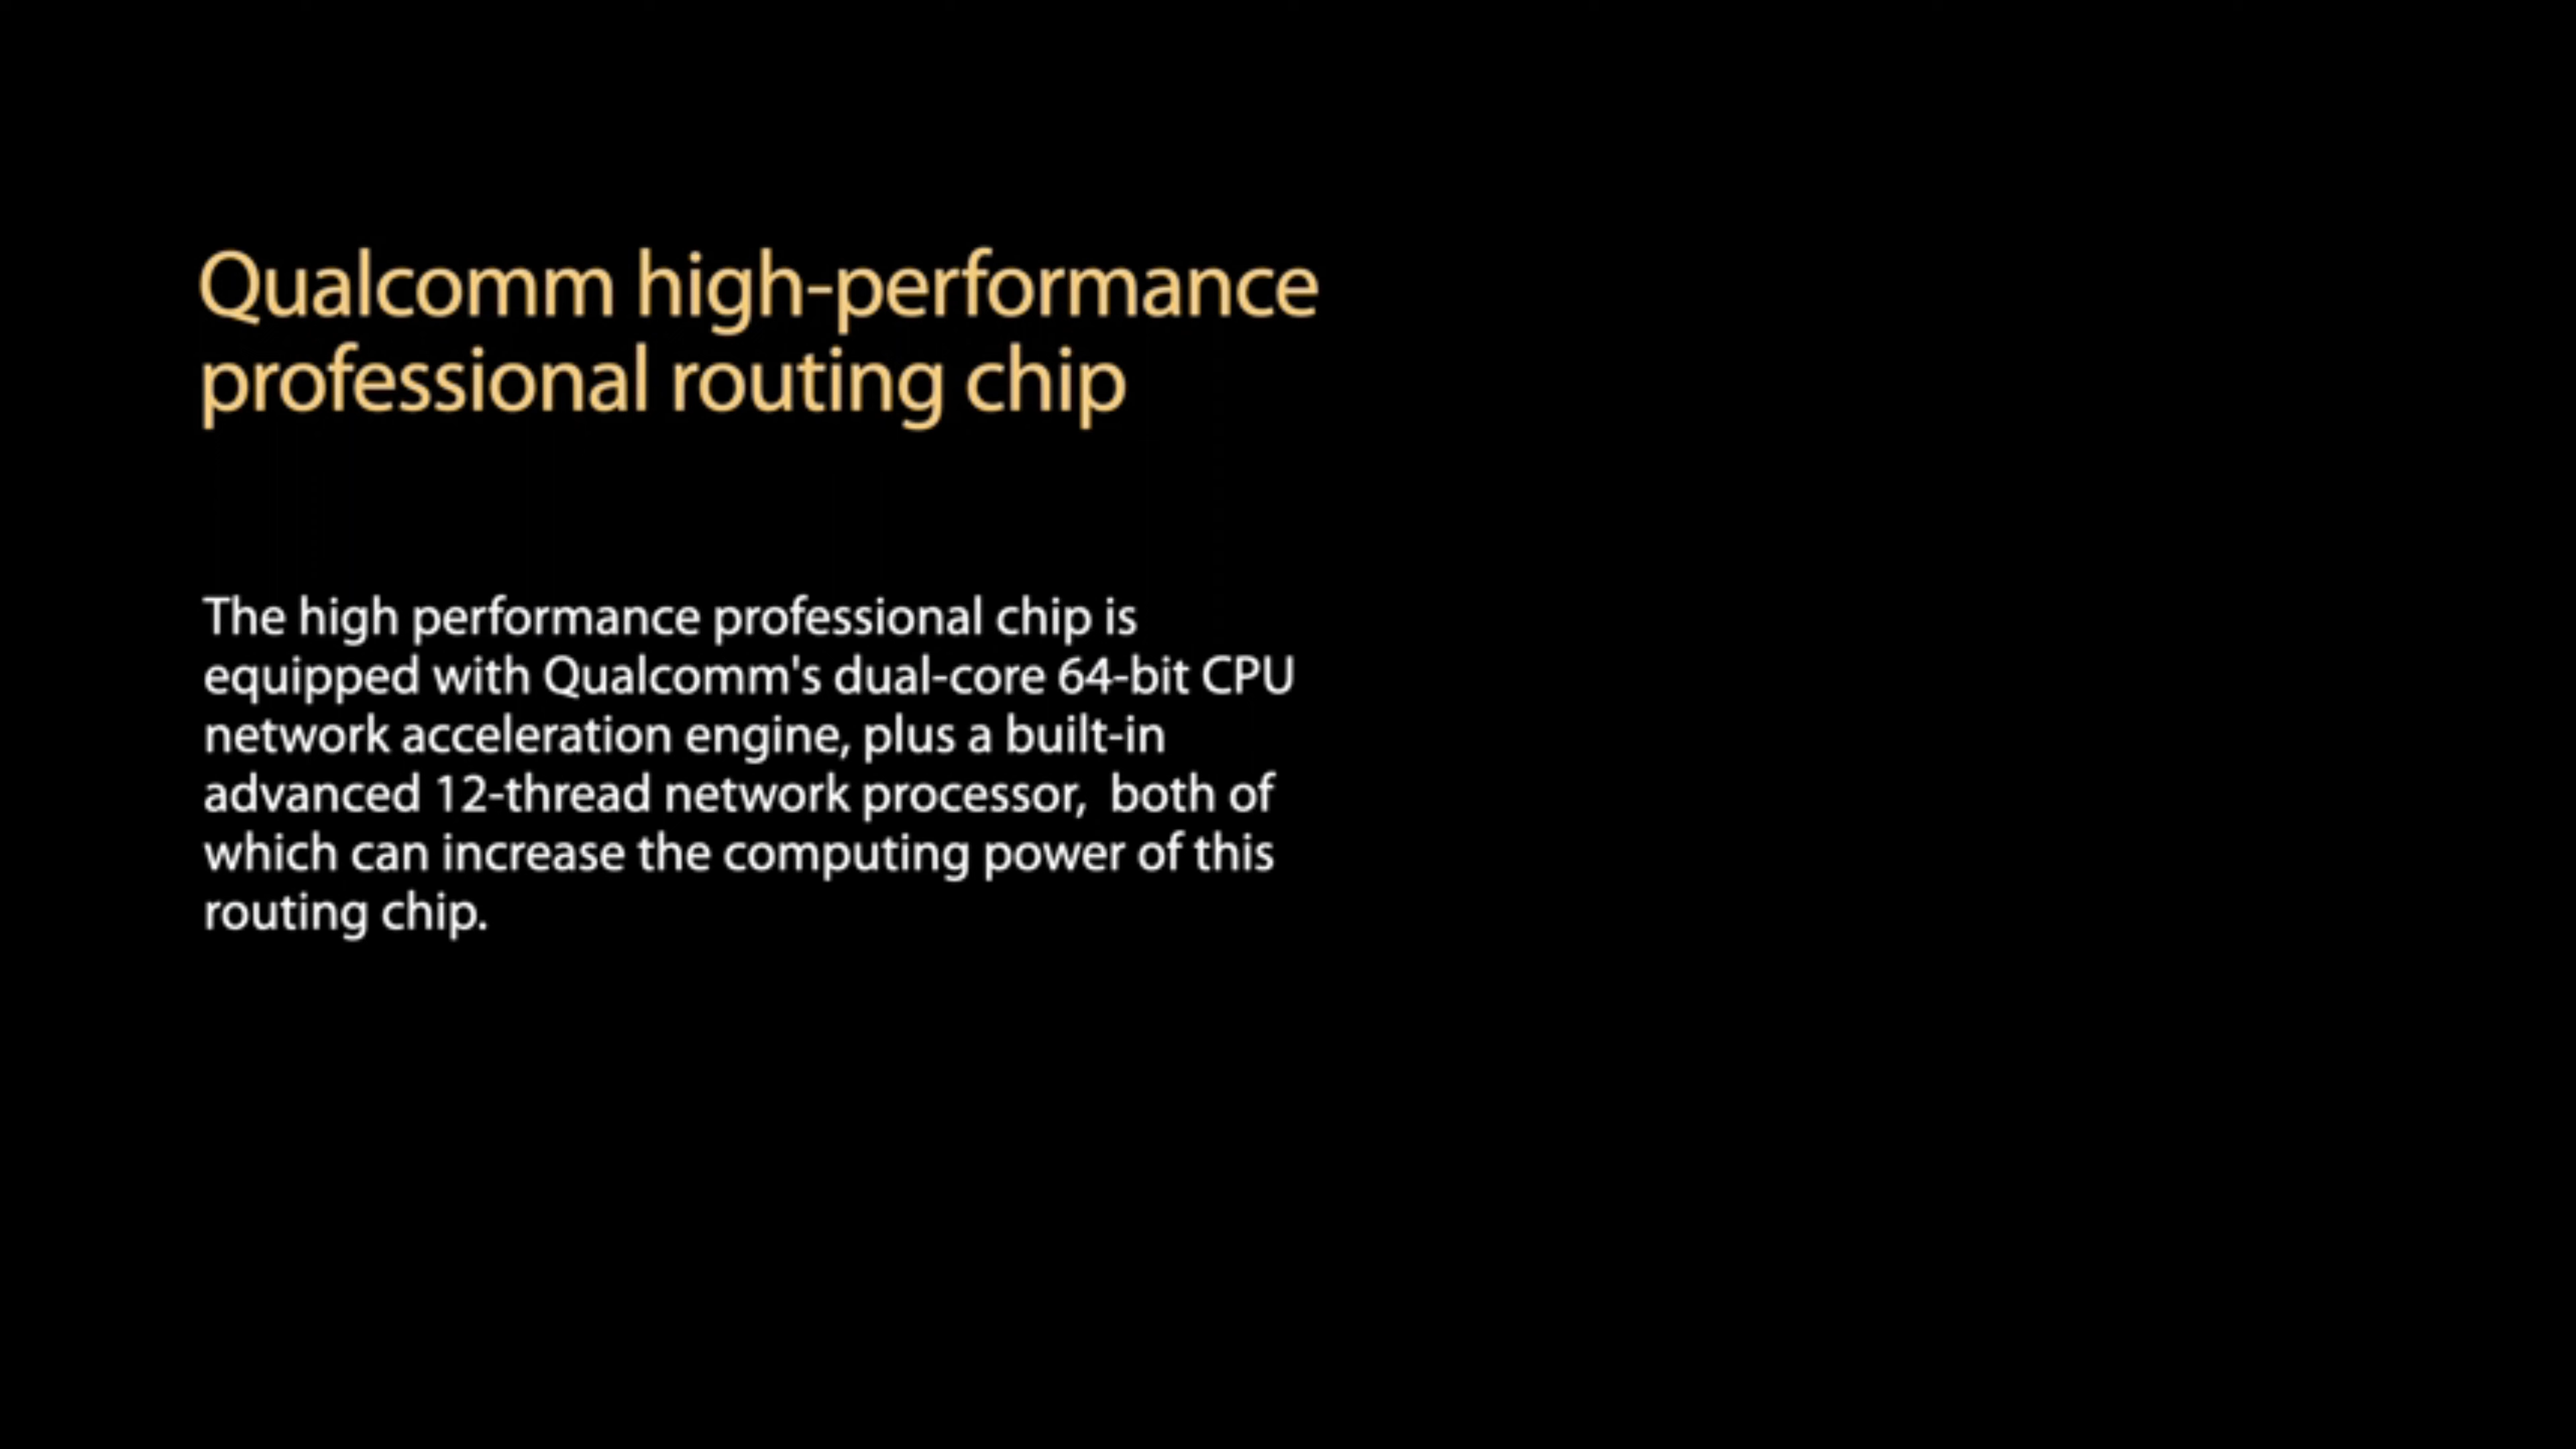 Qualcomm high-performance
professional routing chip
The high performance professional chip is
equipped with Qualcomm's dual-core 64-bit CPU
network acceleration engine, plus a built-in
advanced 12-thread network processor,  both of
which can increase the computing power of this
routing chip.